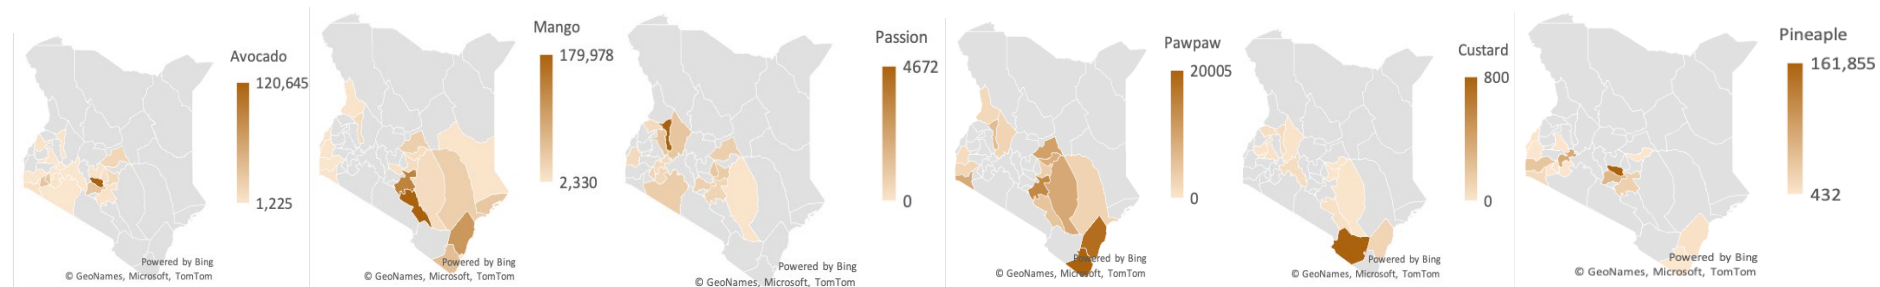 Avocado
120,645
1,225
Powered by Bing
© GeoNames, Microsoft, TomTom
Mango
179,978
2,330
Powered by Bing
© GeoNames, Microsoft, TomTom
Passion
4672
0
Powered by Bing
© GeoNames, Microsoft, TomTom
Pawpaw
20005
0
Powered by Bing
© GeoNames, Microsoft, TomTom
Custard
800
0
Powered by Bing
© GeoNames, Microsoft, TomTom
Pineaple
161,855
432
Powered by Bing
© GeoNames, Microsoft, TomTom